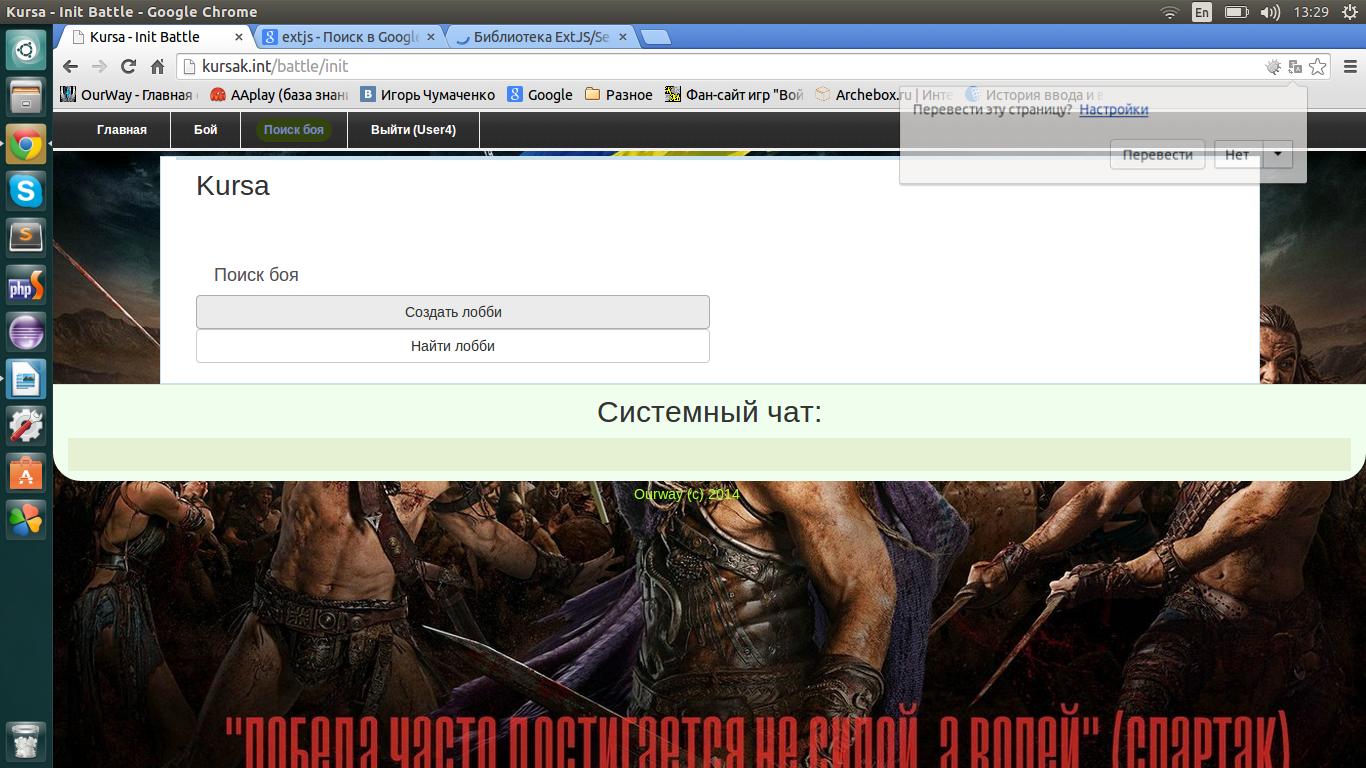 Kursa - Init Battle - Google Chrome
En
13:29
Kursa - Init Battle
extjs - Поиск в Google
Библиотека ExtJS/Se
kursak.int/battle/init
OurWay - Главная
AAplay (база знан
В Игорь Чумаченко
Google
Разное
Фан-сайт игр "Вой
Archebox.ru | Инте
История ввода и в
Перевести эту страницу? Настройки
Перевести
Нет
Главная
Бой
Поиск боя
Выйти (User4)
Kursa
Поиск боя
Создать лобби
Найти лобби
Системный чат:
Ourway (c) 2014
"ПОБЕДА ЧАСТО ДОСТИГАЕТСЯ НЕ СИЛОЙ, А ВОЛЕЙ" (СПАРТАК)
S
S
php
A